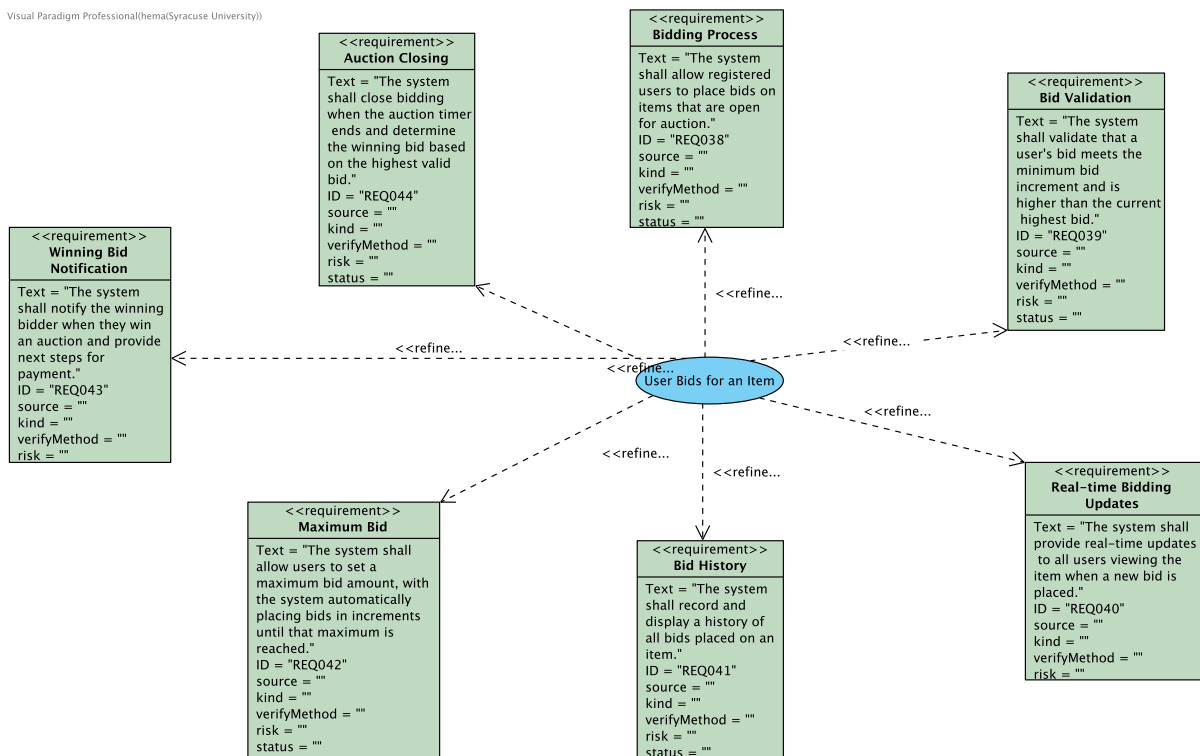 Visual Paradigm Professional(hema(Syracuse University))
<<requirement>>
Auction Closing
Text = "The system
shall close bidding
when the auction timer
ends and determine
the winning bid based
on the highest valid
bid."
ID = "REQ044"
source = ""
kind = ""
verifyMethod = ""
risk = ""
status = ""
<<requirement>>
Bidding Process
Text = "The system
shall allow registered
users to place bids on
items that are open
for auction."
ID = "REQ038"
source = ""
kind = ""
verifyMethod = ""
risk = ""
status = ""
<<requirement>>
Bid Validation
Text = "The system
shall validate that a
user's bid meets the
minimum bid
increment and is
higher than the current
highest bid."
ID = "REQ039"
source = ""
kind = ""
verifyMethod = ""
risk = ""
status = ""
<<requirement>>
Winning Bid
Notification
Text = "The system
shall notify the winning
bidder when they win
an auction and provide
next steps for
payment."
ID = "REQ043"
source = ""
kind = ""
verifyMethod = ""
risk = ""
<<refine...
<<refine...
<<refine...
<<refine...
User Bids for an Item
<<refine...
<<refine...
<<refine...
<<requirement>>
Maximum Bid
Text = "The system shall
allow users to set a
maximum bid amount, with
the system automatically
placing bids in increments
until that maximum is
reached."
ID = "REQ042"
source = ""
kind = ""
verifyMethod = ""
risk = ""
status = ""
<<requirement>>
Bid History
Text = "The system
shall record and
display a history of
all bids placed on an
item."
ID = "REQ041"
source = ""
kind = ""
verifyMethod = ""
risk = ""
status = ""
<<requirement>>
Real-time Bidding
Updates
Text = "The system shall
provide real-time updates
to all users viewing the
item when a new bid is
placed."
ID = "REQ040"
source = ""
kind = ""
verifyMethod = ""
risk = ""